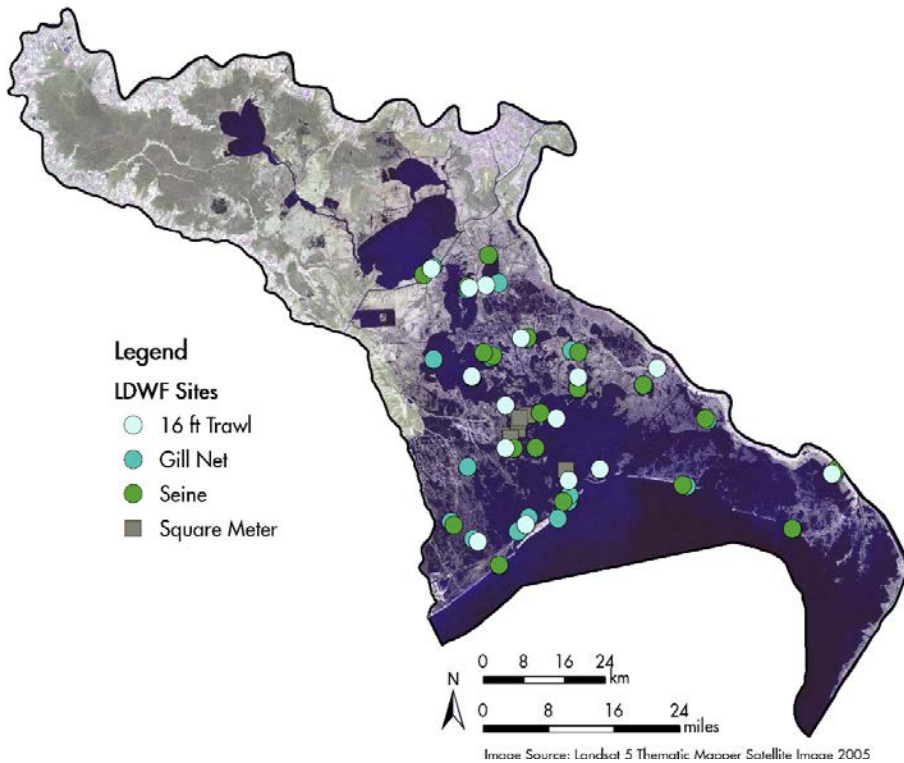 Legend
LDWF Sites
16 ft Trawl
Gill Net
Seine
Square Meter
0 8 16 24
km
N
0 8 16 24
miles
Image Source: Landsat 5 Thematic Mapper Satellite Image 2005